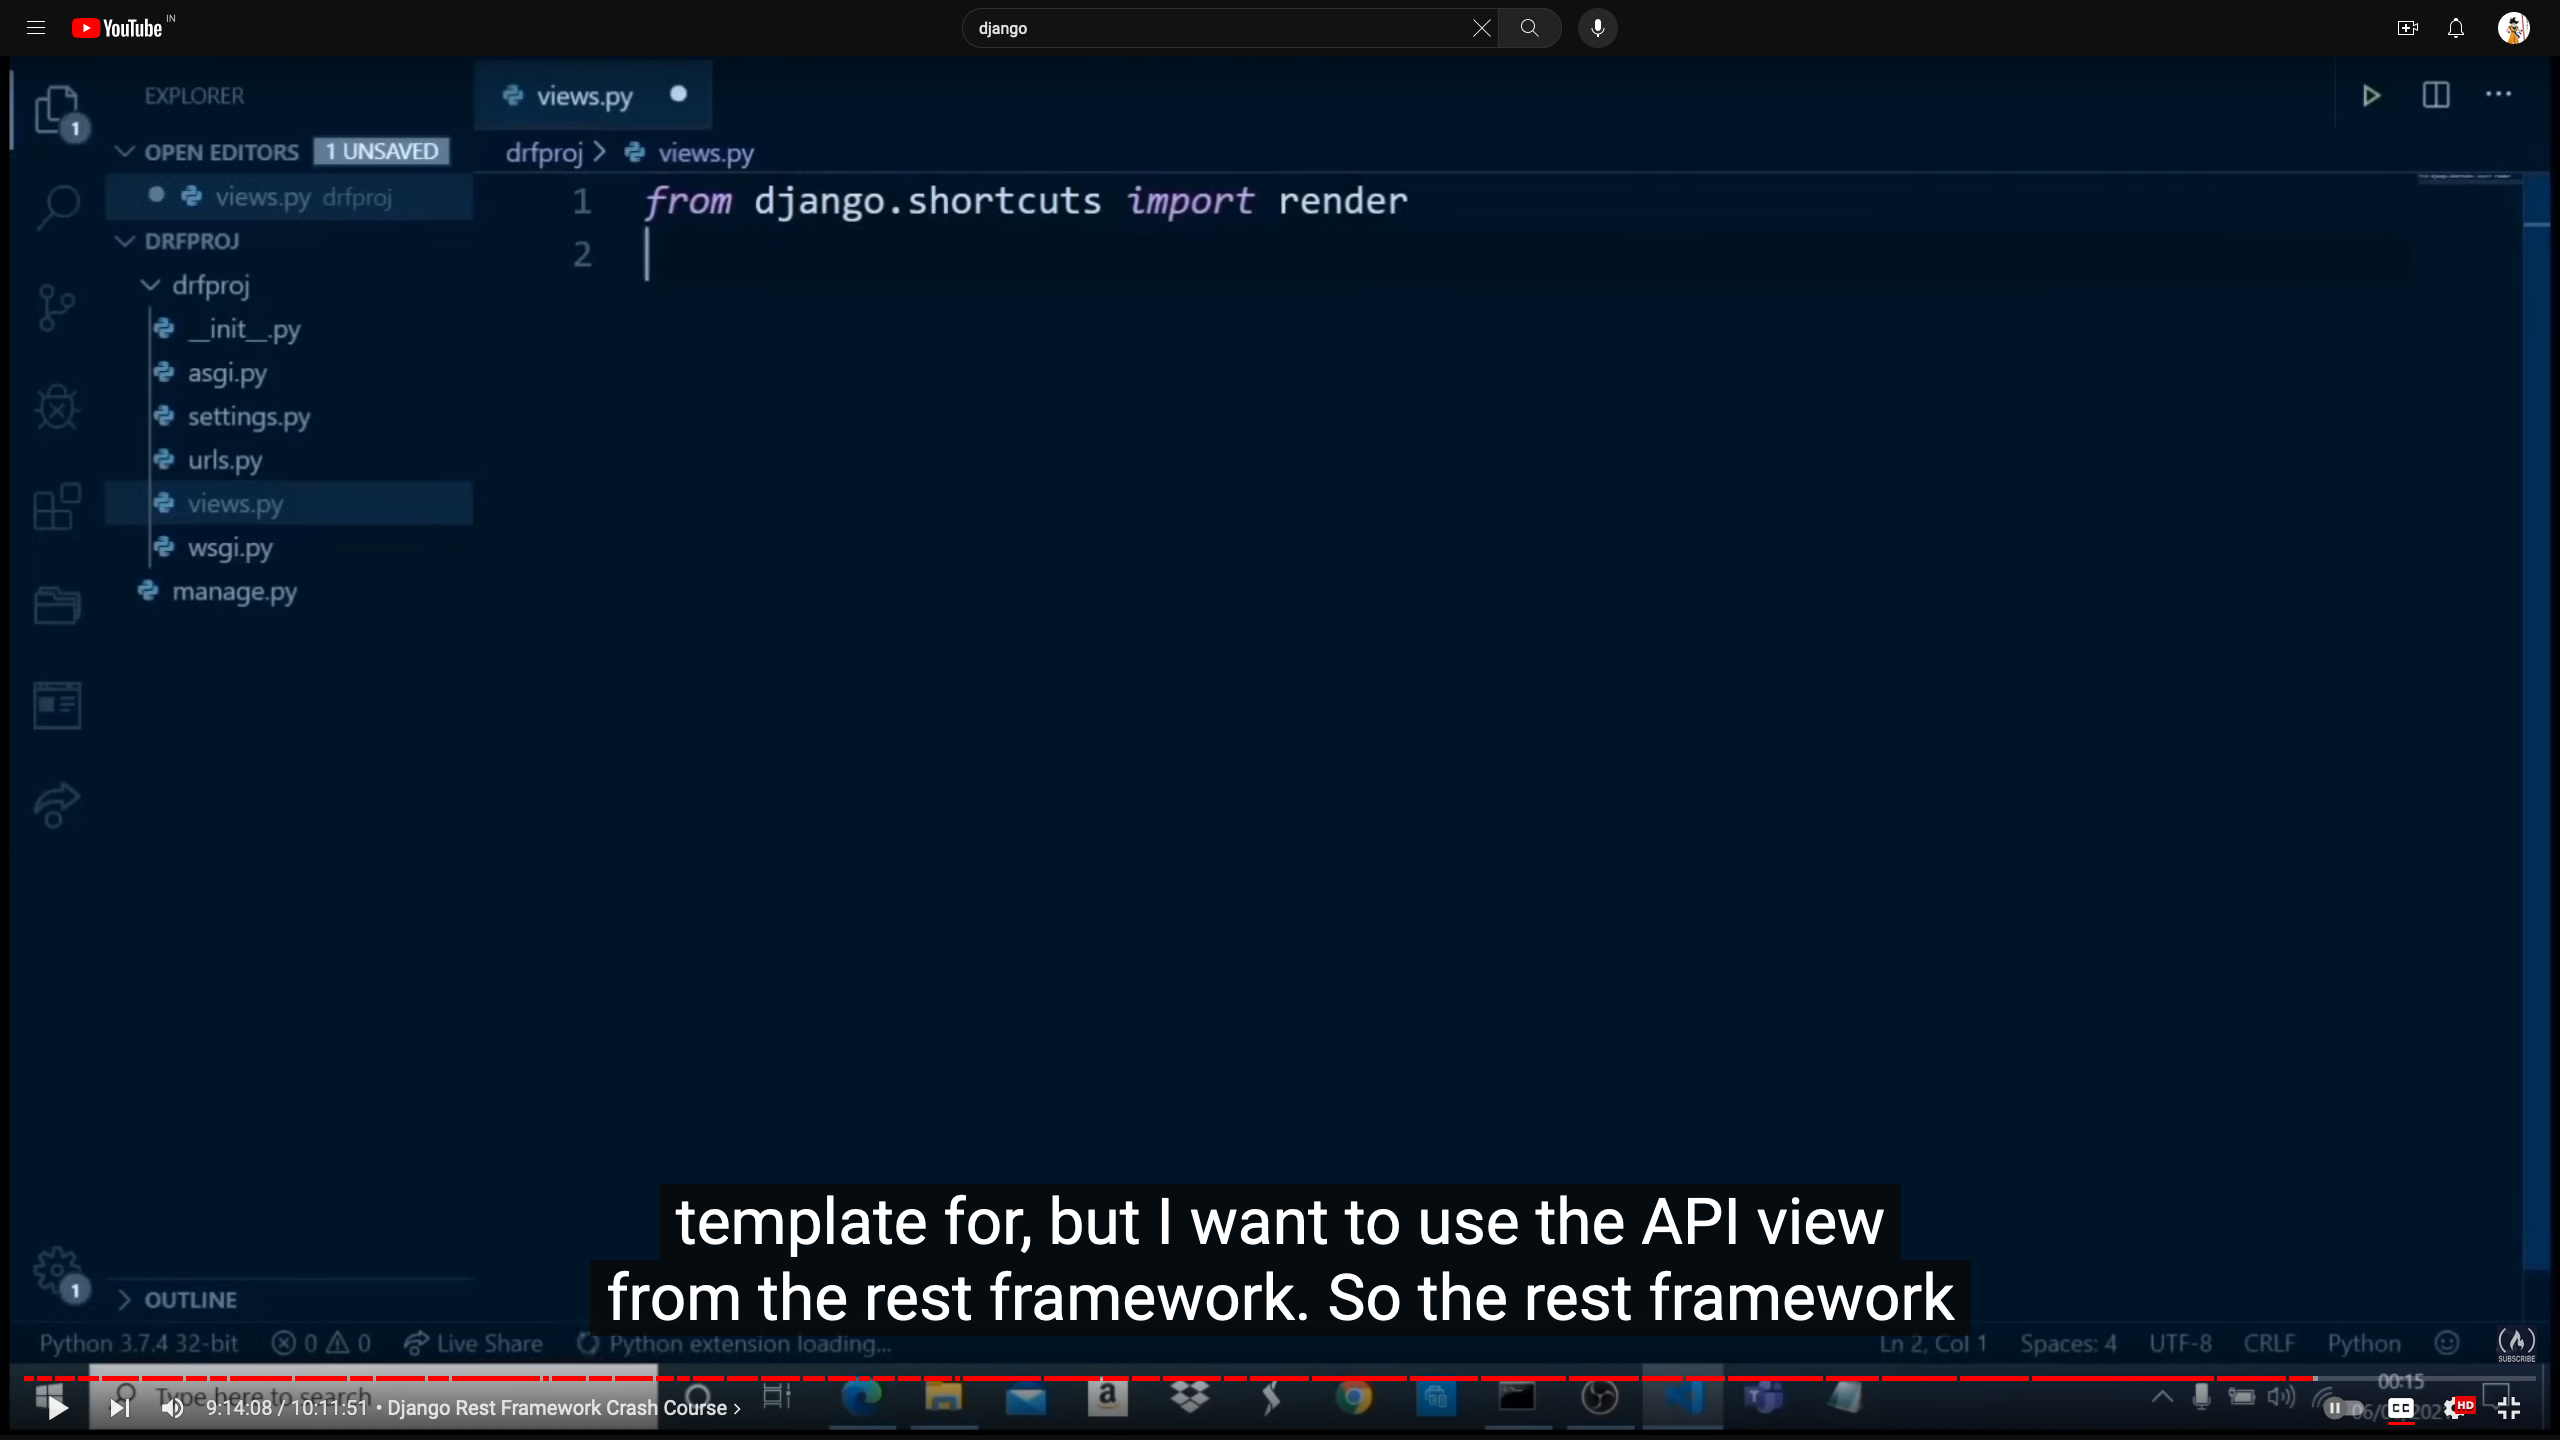 YouTube IN
django
EXPLORER
views.py
1
OPEN EDITORS 1 UNSAVED
drfproj > views.py
views.py drfproj
1 from django.shortcuts import render
DRFPROJ
2
drfproj
__init__.py
asgi.py
settings.py
urls.py
views.py
wsgi.py
manage.py
template for, but I want to use the API view
from the rest framework. So the rest framework
1
OUTLINE
Python 3.7.4 32-bit 0 0 Live Share Python extension loading... Ln 2, Col 1 Spaces: 4 UTF-8 CRLF Python
SUBSCRIBE
Type here to search
00:15
9:14:08 / 10:11:51 • Django Rest Framework Crash Course >
a
CC
HD